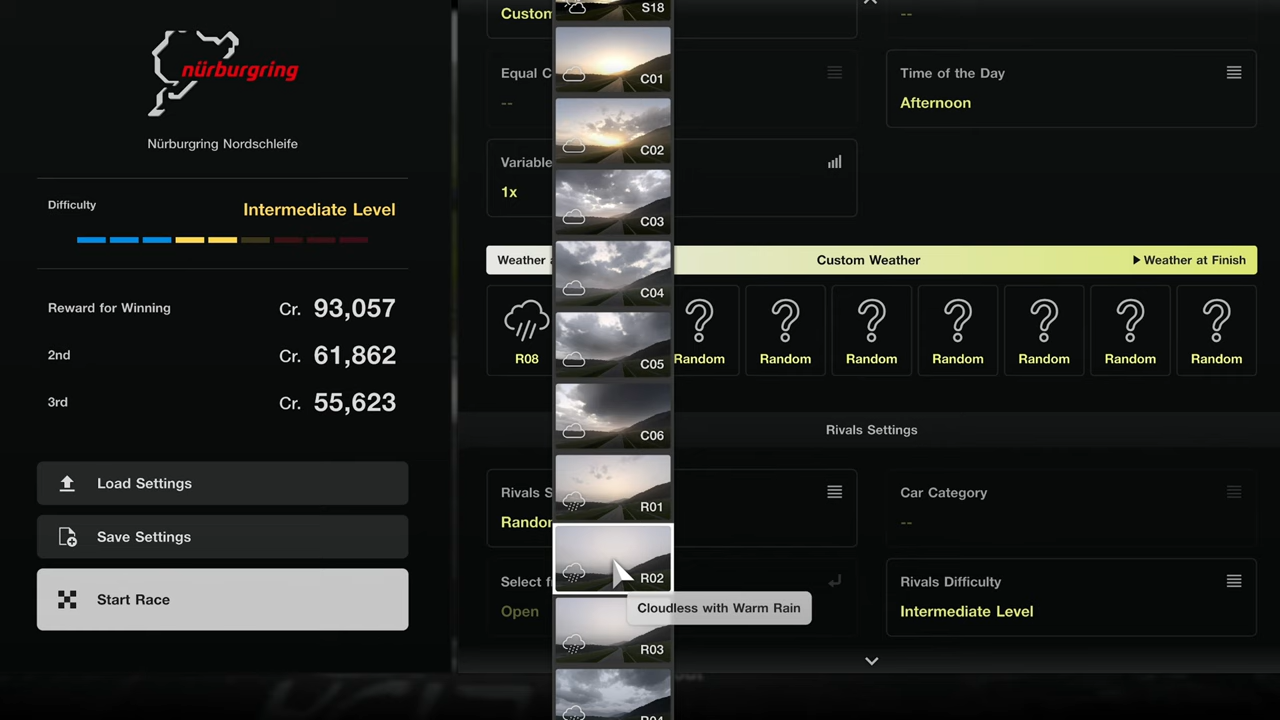 nürburgring
Nürburgring Nordschleife
Difficulty
Intermediate Level
Reward for Winning
Cr. 93,057
2nd
Cr. 61,862
3rd
Cr. 55,623
Load Settings
Save Settings
Start Race
Custom
--
Equal C
--
Time of the Day
Afternoon
Variable
1x
Weather a
Custom Weather
Weather at Finish
R08
Random
Random
Random
Random
Random
Random
Random
Rivals Settings
Rivals S
Random
Car Category
--
Select f
Open
Rivals Difficulty
Intermediate Level
S18
C01
C02
C03
C04
C05
C06
R01
R02
Cloudless with Warm Rain
R03
R04